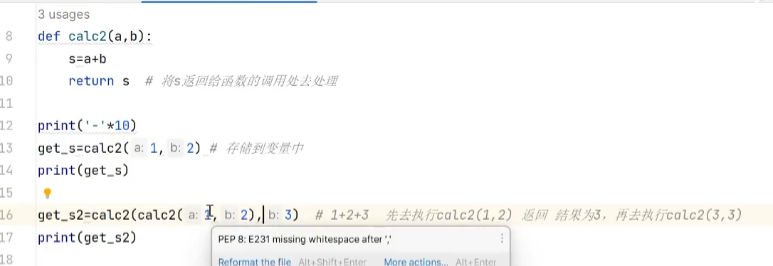 3 usages
8 def calc2(a,b):
9 s=a+b
10 return s # 将s返回给函数的调用处去处理
11
12 print('-'*10)
13 get_s=calc2( a: 1, b: 2) # 存储到变量中
14 print(get_s)
15
16 get_s2=calc2(calc2( a: 1, b: 2), b: 3) # 1+2+3 先去执行calc2(1,2) 返回 结果为3，再去执行calc2(3,3)
17 print(get_s2)
PEP 8: E231 missing whitespace after ','
18
Reformat the file Alt+Shift+Enter More actions... Alt+Enter